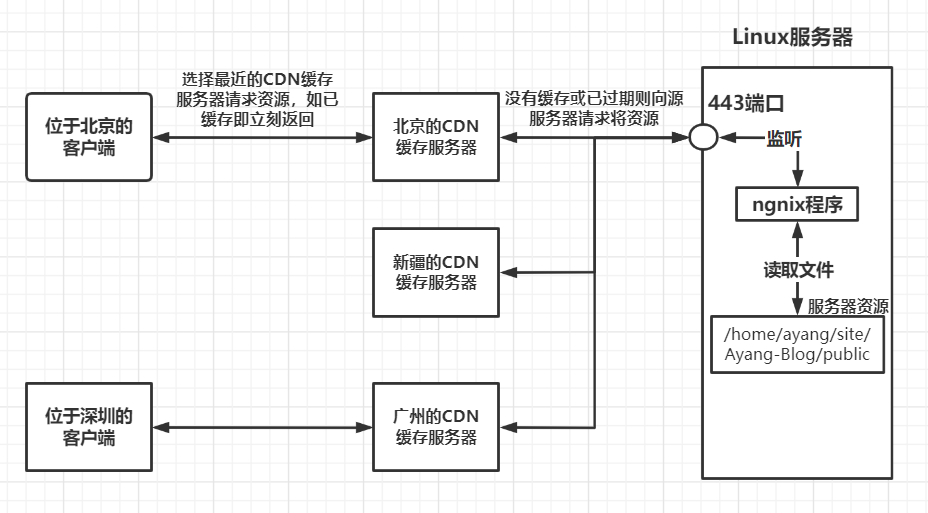 Linux服务器
选择最近的CDN缓存
服务器请求资源，如已
缓存即立刻返回
没有缓存或已过期则向源
服务器请求将资源
443端口
位于北京的
客户端
北京的CDN
缓存服务器
监听
ngnix程序
新疆的CDN
缓存服务器
读取文件
服务器资源
/home/ayang/site/
Ayang-Blog/public
位于深圳的
客户端
广州的CDN
缓存服务器